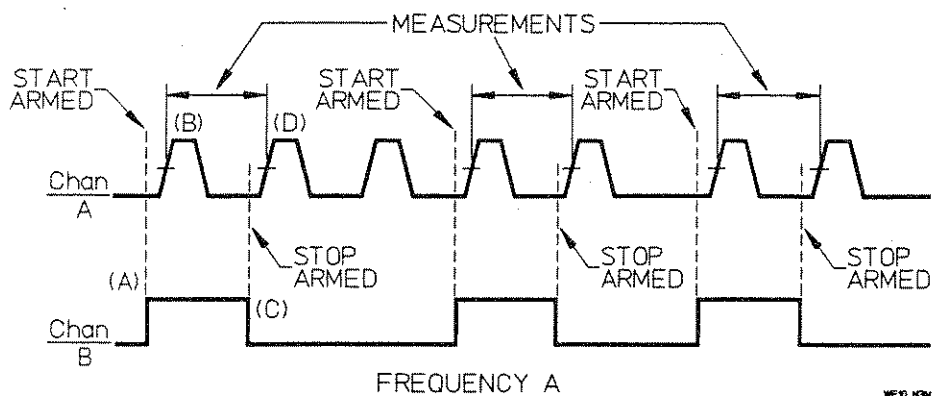 MEASUREMENTS
START
ARMED
START
ARMED
START
ARMED
(B)
(D)
Chan
A
STOP
ARMED
STOP
ARMED
STOP
ARMED
(A)
(C)
Chan
B
FREQUENCY A